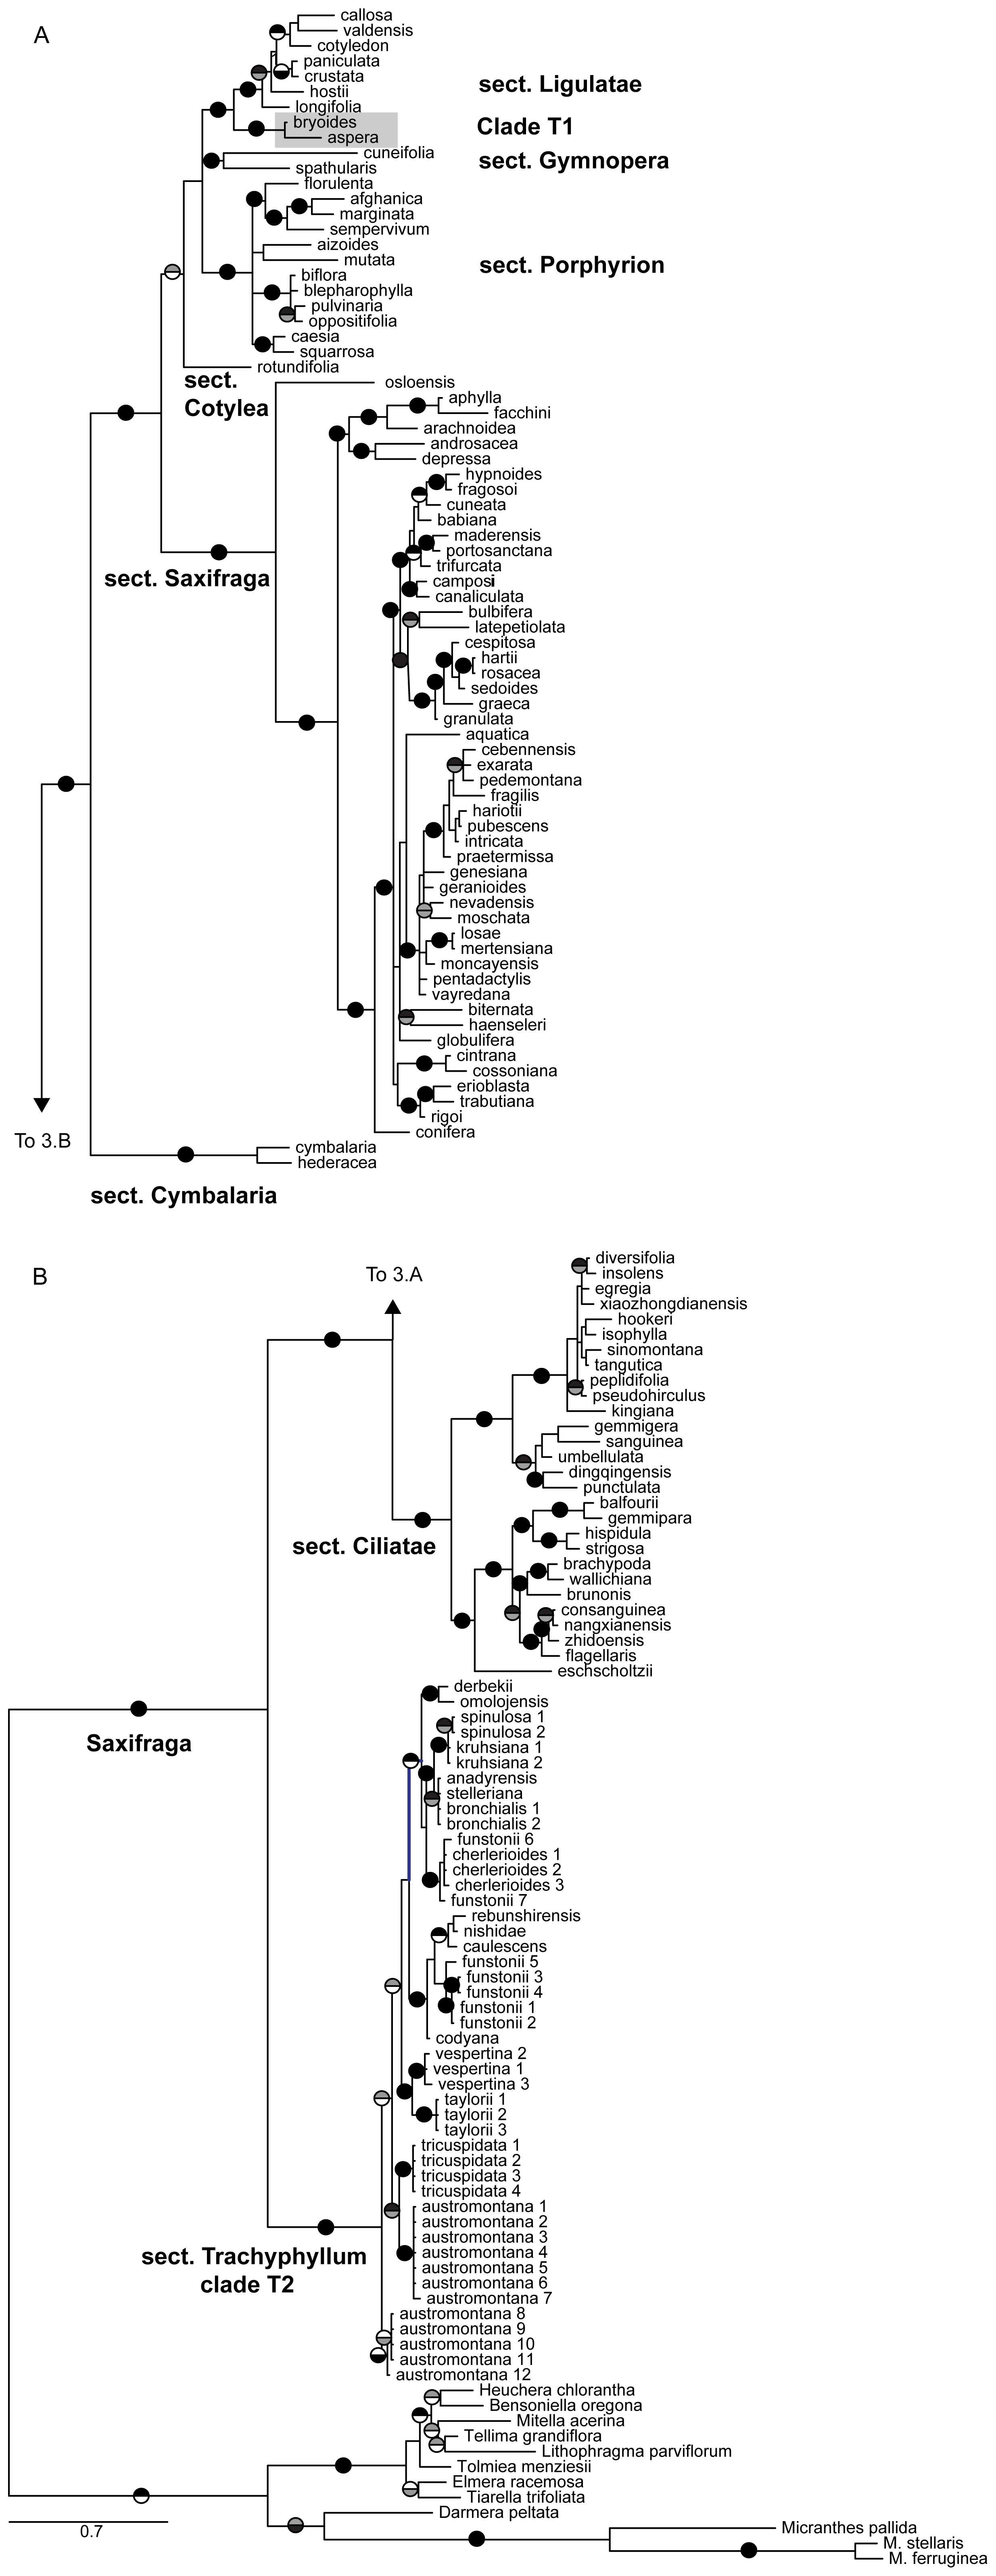 A
callosa
valdensis
cotyledon
paniculata
crustata
hostii
sect. Ligulatae
longifolia
bryoides
Clade T1
aspera
cuneifolia
sect. Gymnopera
spathularis
florulenta
afghanica
marginata
sempervivum
aizoides
mutata
sect. Porphyrion
biflora
blepharophylla
pulvinaria
oppositifolia
caesia
squarrosa
rotundifolia
sect.
Cotylea
osloensis
aphylla
facchini
arachnoidea
androsacea
depressa
hypnoides
fragosoi
cuneata
babiana
maderensis
portosanctana
trifurcata
camposi
sect. Saxifraga
canaliculata
bulbifera
latepetiolata
cespitosa
hartii
rosacea
sedoides
graeca
granulata
aquatica
cebennensis
exarata
pedemontana
fragilis
hariotii
pubescens
intricata
praetermissa
genesiana
geranioides
nevadensis
moschata
losae
mertensiana
moncayensis
pentadactylis
vayredana
biternata
haenseleri
globulifera
cintrana
cossoniana
erioblasta
trabutiana
rigoi
conifera
To 3.B
cymbalaria
hederacea
sect. Cymbalaria
B
To 3.A
diversifolia
insolens
egregia
xiaozhongdianensis
hookeri
isophylla
sinomontana
tangutica
peplidifolia
pseudohirculus
kingiana
gemmigera
sanguinea
umbellulata
dingqingensis
punctulata
balfourii
gemmipara
hispidula
sect. Ciliatae
strigosa
brachypoda
wallichiana
brunonis
consanguinea
nangxianensis
zhidoensis
flagellaris
eschscholtzii
derbekii
omolojensis
spinulosa 1
spinulosa 2
Saxifraga
kruhsiana 1
kruhsiana 2
anadyrensis
stelleriana
bronchialis 1
bronchialis 2
funstonii 6
cherlerioides 1
cherlerioides 2
cherlerioides 3
funstonii 7
rebunshirensis
nishidae
caulescens
funstonii 5
funstonii 3
funstonii 4
funstonii 1
funstonii 2
codyana
vespertina 2
vespertina 1
vespertina 3
taylorii 1
taylorii 2
taylorii 3
tricuspidata 1
tricuspidata 2
tricuspidata 3
tricuspidata 4
austromontana 1
austromontana 2
austromontana 3
austromontana 4
sect. Trachyphyllum
clade T2
austromontana 5
austromontana 6
austromontana 7
austromontana 8
austromontana 9
austromontana 10
austromontana 11
austromontana 12
Heuchera chlorantha
Bensoniella oregona
Mitella acerina
Tellima grandiflora
Lithophragma parviflorum
Tolmiea menziesii
Elmera racemosa
Tiarella trifoliata
Darmera peltata
0.7
Micranthes pallida
M. stellaris
M. ferruginea